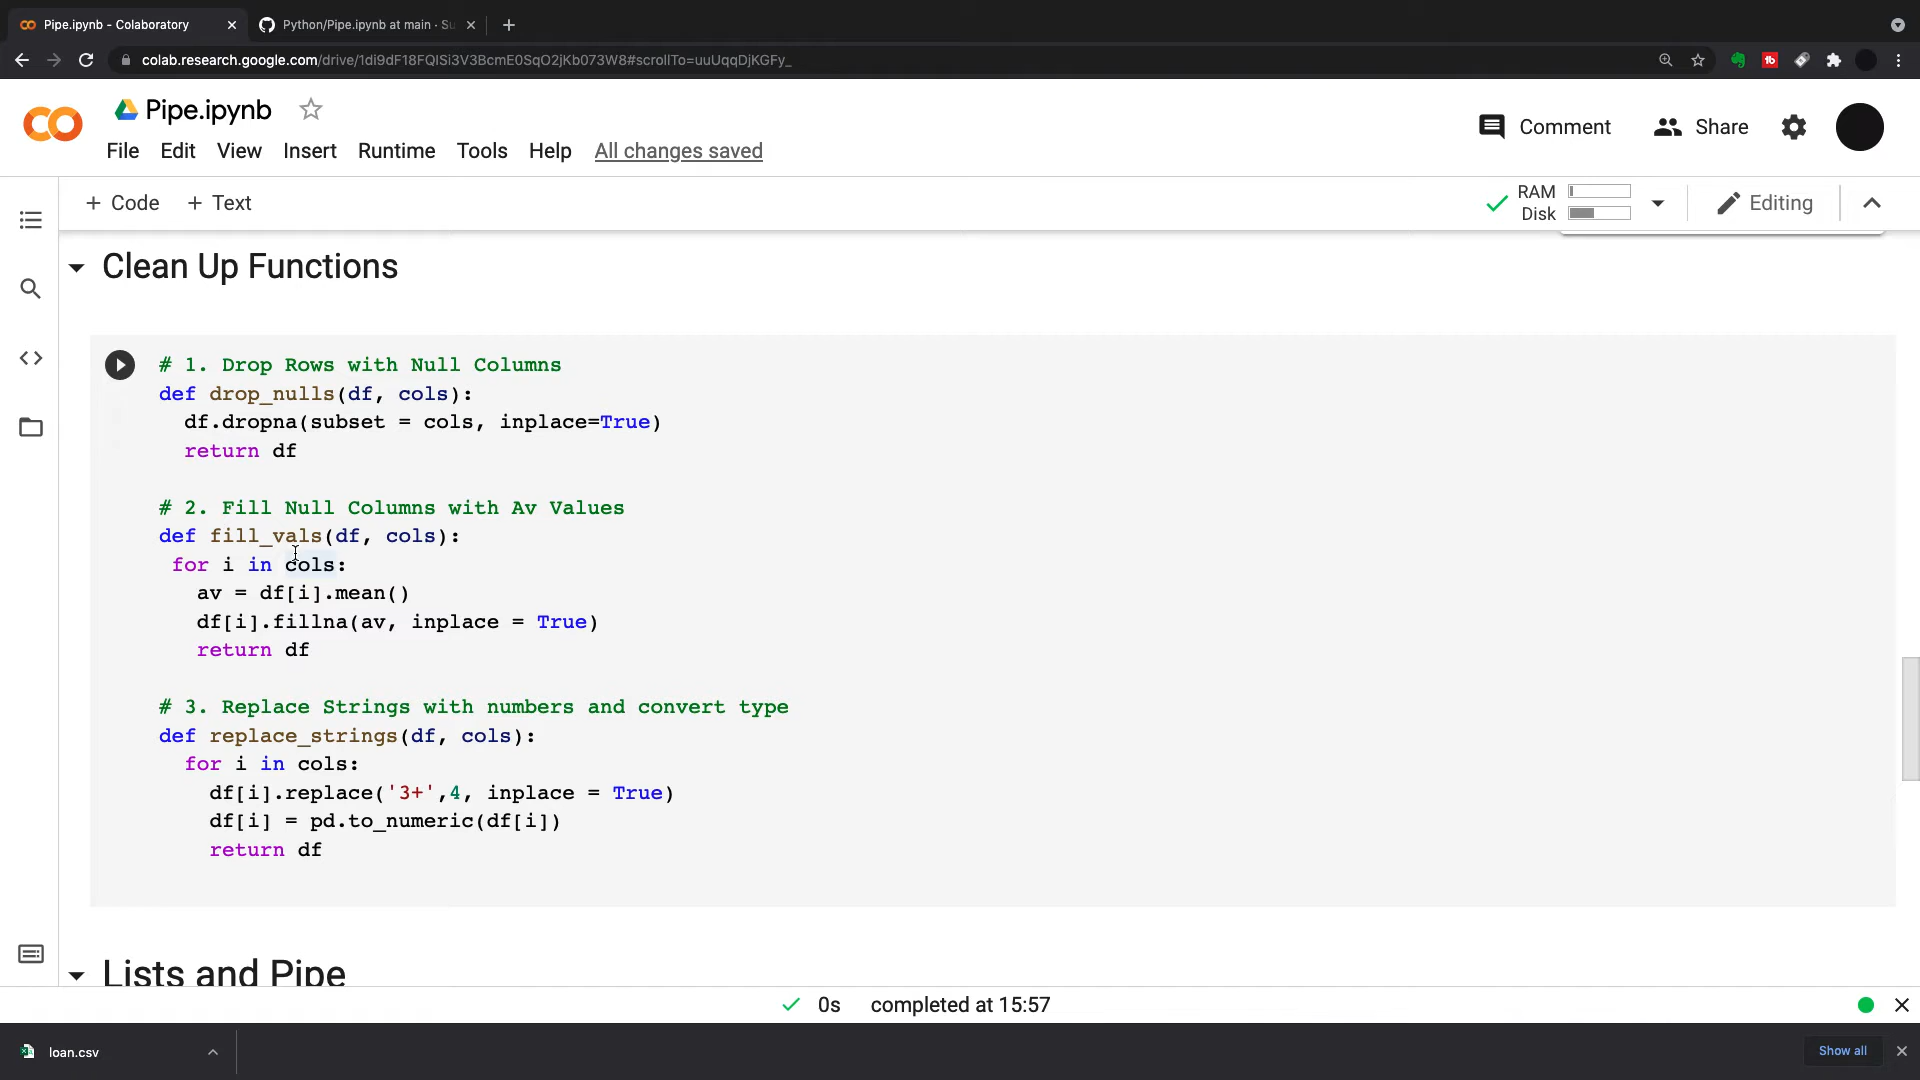 Pipe.ipynb - Colaboratory
Python/Pipe.ipynb at main · Su
colab.research.google.com/drive/1di9dF18FQISi3V3BcmE0SqO2jKb073W8#scrollTo=uuUqqDjKGFy_
Pipe.ipynb
Comment
Share
File Edit View Insert Runtime Tools Help All changes saved
+ Code + Text
RAM
Disk
Editing
Clean Up Functions
# 1. Drop Rows with Null Columns
def drop_nulls(df, cols):
df.dropna(subset = cols, inplace=True)
return df
# 2. Fill Null Columns with Av Values
def fill_vals(df, cols):
for i in cols:
av = df[i].mean()
df[i].fillna(av, inplace = True)
return df
# 3. Replace Strings with numbers and convert type
def replace_strings(df, cols):
for i in cols:
df[i].replace('3+',4, inplace = True)
df[i] = pd.to_numeric(df[i])
return df
Lists and Pipe
0s completed at 15:57
loan.csv
Show all